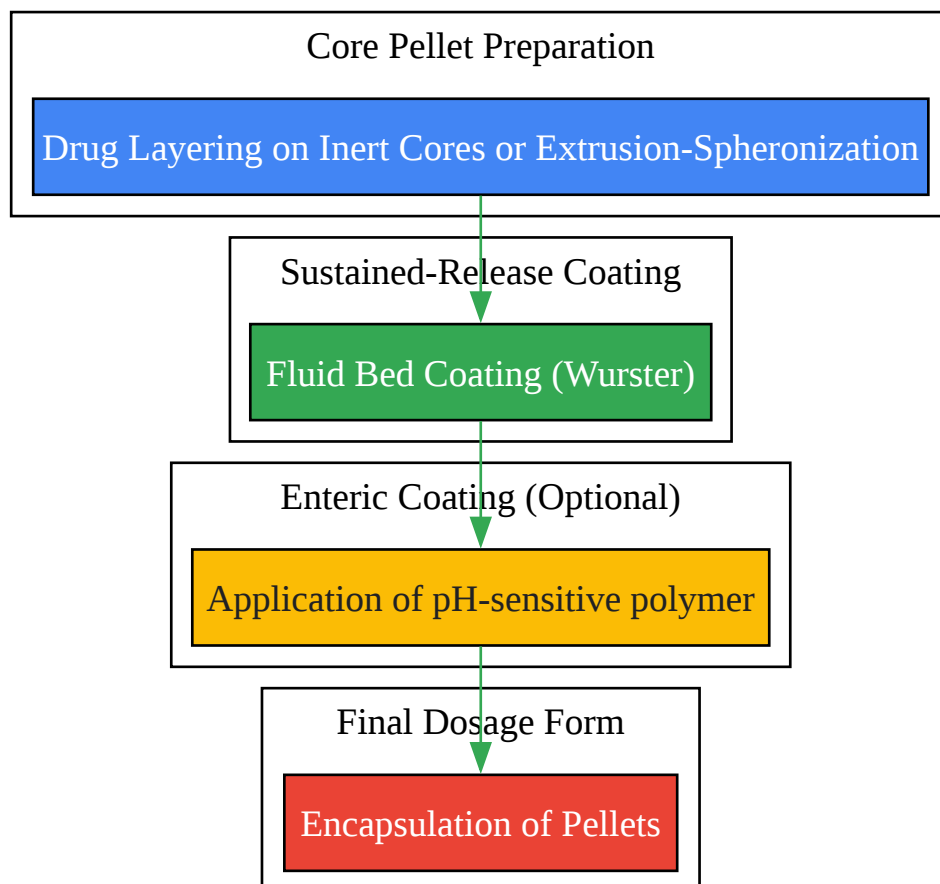 Core Pellet Preparation
Drug Layering on Inert Cores or Extrusion-Spheronization
Sustained-Release Coating
Fluid Bed Coating (Wurster)
Enteric Coating (Optional)
Application of pH-sensitive polymer
Final Dosage Form
Encapsulation of Pellets